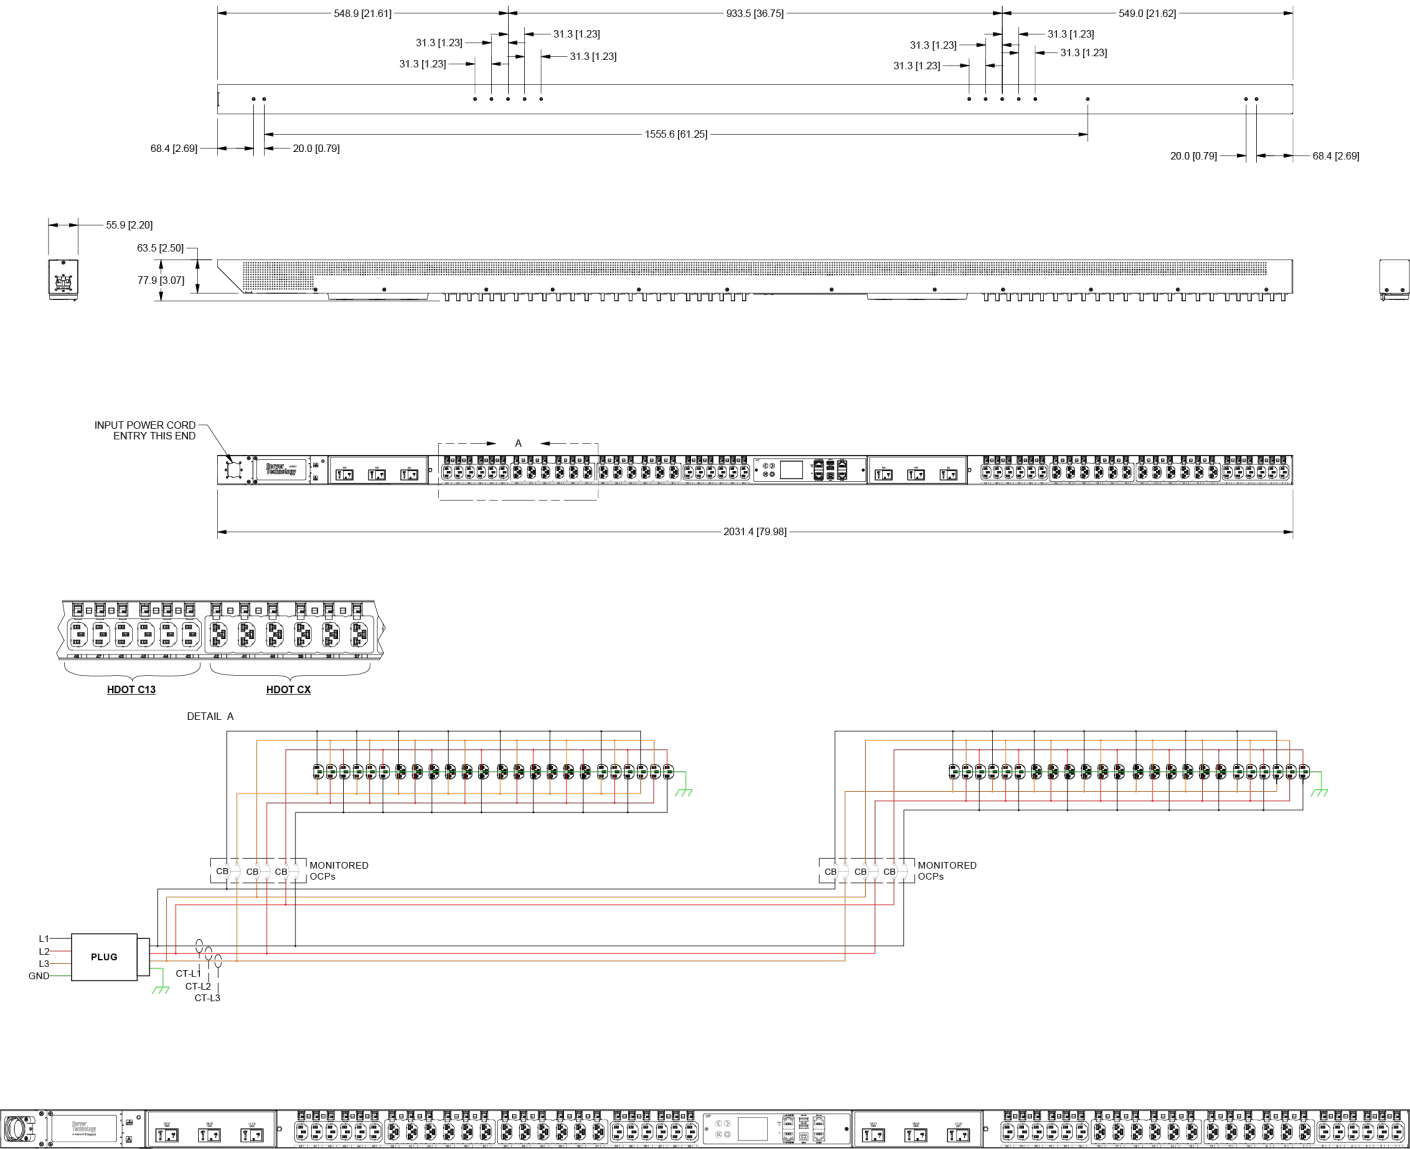 548.9 [21.61]
933.5 [36.75]
549.0 [21.62]
31.3 [1.23]
31.3 [1.23]
31.3 [1.23]
31.3 [1.23]
31.3 [1.23]
31.3 [1.23]
31.3 [1.23]
31.3 [1.23]
1555.6 [61.25]
68.4 [2.69]
20.0 [0.79]
20.0 [0.79]
68.4 [2.69]
55.9 [2.20]
63.5 [2.50]
77.9 [3.07]
INPUT POWER CORD
ENTRY THIS END
A
Server
Technology
2031.4 [79.98]
HDOT C13
HDOT CX
DETAIL A
CB
CB
CB
MONITORED
OCPs
CB
CB
CB
MONITORED
OCPs
L1
L2
L3
GND
PLUG
CT-L1
CT-L2
CT-L3
Server
Technology